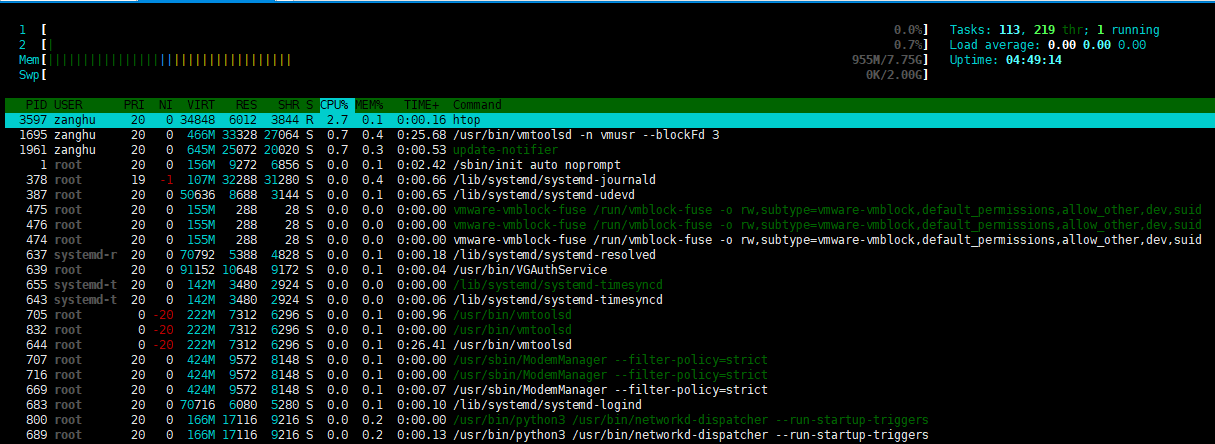 1 [ 0.0%] Tasks: 113, 219 thr; 1 running
2 [| 0.7%] Load average: 0.00 0.00 0.00
Mem[||||||||||||||||||||||||||||||||||| 955M/7.75G] Uptime: 04:49:14
Swp[ 0K/2.00G]
PID USER PRI NI VIRT RES SHR S CPU% MEM% TIME+ Command
3597 zanghu 20 0 34848 6012 3844 R 2.7 0.1 0:00.16 htop
1695 zanghu 20 0 466M 33328 27064 S 0.7 0.4 0:25.68 /usr/bin/vmtoolsd -n vmusr --blockFd 3
1961 zanghu 20 0 645M 25072 20020 S 0.7 0.3 0:00.53 update-notifier
1 root 20 0 156M 9272 6856 S 0.0 0.1 0:02.42 /sbin/init auto noprompt
378 root 19 -1 107M 32288 31280 S 0.0 0.4 0:00.66 /lib/systemd/systemd-journald
387 root 20 0 50636 8688 3144 S 0.0 0.1 0:00.65 /lib/systemd/systemd-udevd
475 root 20 0 155M 288 28 S 0.0 0.0 0:00.00 vmware-vmblock-fuse /run/vmblock-fuse -o rw,subtype=vmware-vmblock,default_permissions,allow_other,dev,suid
476 root 20 0 155M 288 28 S 0.0 0.0 0:00.00 vmware-vmblock-fuse /run/vmblock-fuse -o rw,subtype=vmware-vmblock,default_permissions,allow_other,dev,suid
474 root 20 0 155M 288 28 S 0.0 0.0 0:00.00 vmware-vmblock-fuse /run/vmblock-fuse -o rw,subtype=vmware-vmblock,default_permissions,allow_other,dev,suid
637 systemd-r 20 0 70792 5388 4828 S 0.0 0.1 0:00.18 /lib/systemd/systemd-resolved
639 root 20 0 91152 10648 9172 S 0.0 0.1 0:00.04 /usr/bin/VGAuthService
655 systemd-t 20 0 142M 3480 2924 S 0.0 0.0 0:00.00 /lib/systemd/systemd-timesyncd
643 systemd-t 20 0 142M 3480 2924 S 0.0 0.0 0:00.06 /lib/systemd/systemd-timesyncd
705 root 0 -20 222M 7312 6296 S 0.0 0.1 0:00.96 /usr/bin/vmtoolsd
832 root 0 -20 222M 7312 6296 S 0.0 0.1 0:00.00 /usr/bin/vmtoolsd
644 root 0 -20 222M 7312 6296 S 0.0 0.1 0:26.41 /usr/bin/vmtoolsd
707 root 20 0 424M 9572 8148 S 0.0 0.1 0:00.00 /usr/sbin/ModemManager --filter-policy=strict
716 root 20 0 424M 9572 8148 S 0.0 0.1 0:00.00 /usr/sbin/ModemManager --filter-policy=strict
669 root 20 0 424M 9572 8148 S 0.0 0.1 0:00.07 /usr/sbin/ModemManager --filter-policy=strict
683 root 20 0 70716 6080 5280 S 0.0 0.1 0:00.10 /lib/systemd/systemd-logind
800 root 20 0 166M 17116 9216 S 0.0 0.2 0:00.00 /usr/bin/python3 /usr/bin/networkd-dispatcher --run-startup-triggers
689 root 20 0 166M 17116 9216 S 0.0 0.2 0:00.13 /usr/bin/python3 /usr/bin/networkd-dispatcher --run-startup-triggers